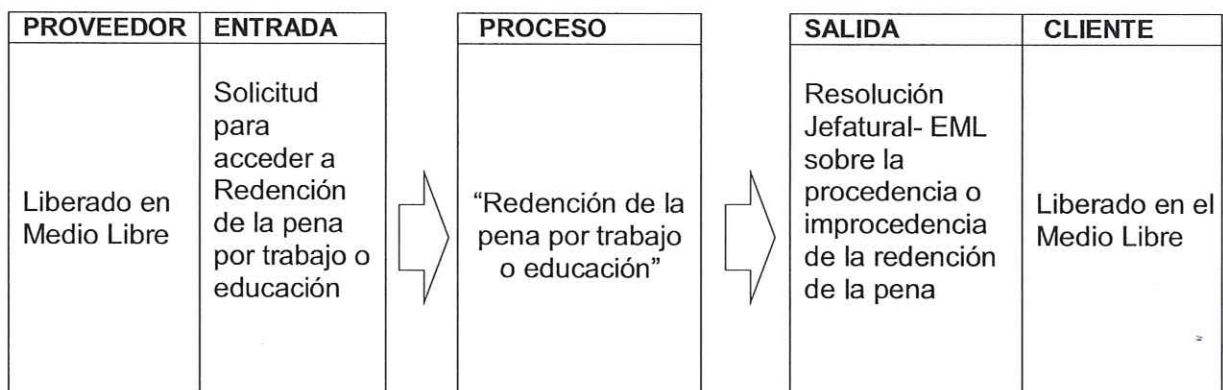 PROVEEDOR
Liberado en
Medio Libre
ENTRADA
Solicitud
para
acceder a
Redención
de la pena
por trabajo o
educación
PROCESO
“Redención de la
pena por trabajo
o educación”
SALIDA
Resolución
Jefatural- EML
sobre la
procedencia o
improcedencia
de la redención
de la pena
CLIENTE
Liberado en el
Medio Libre